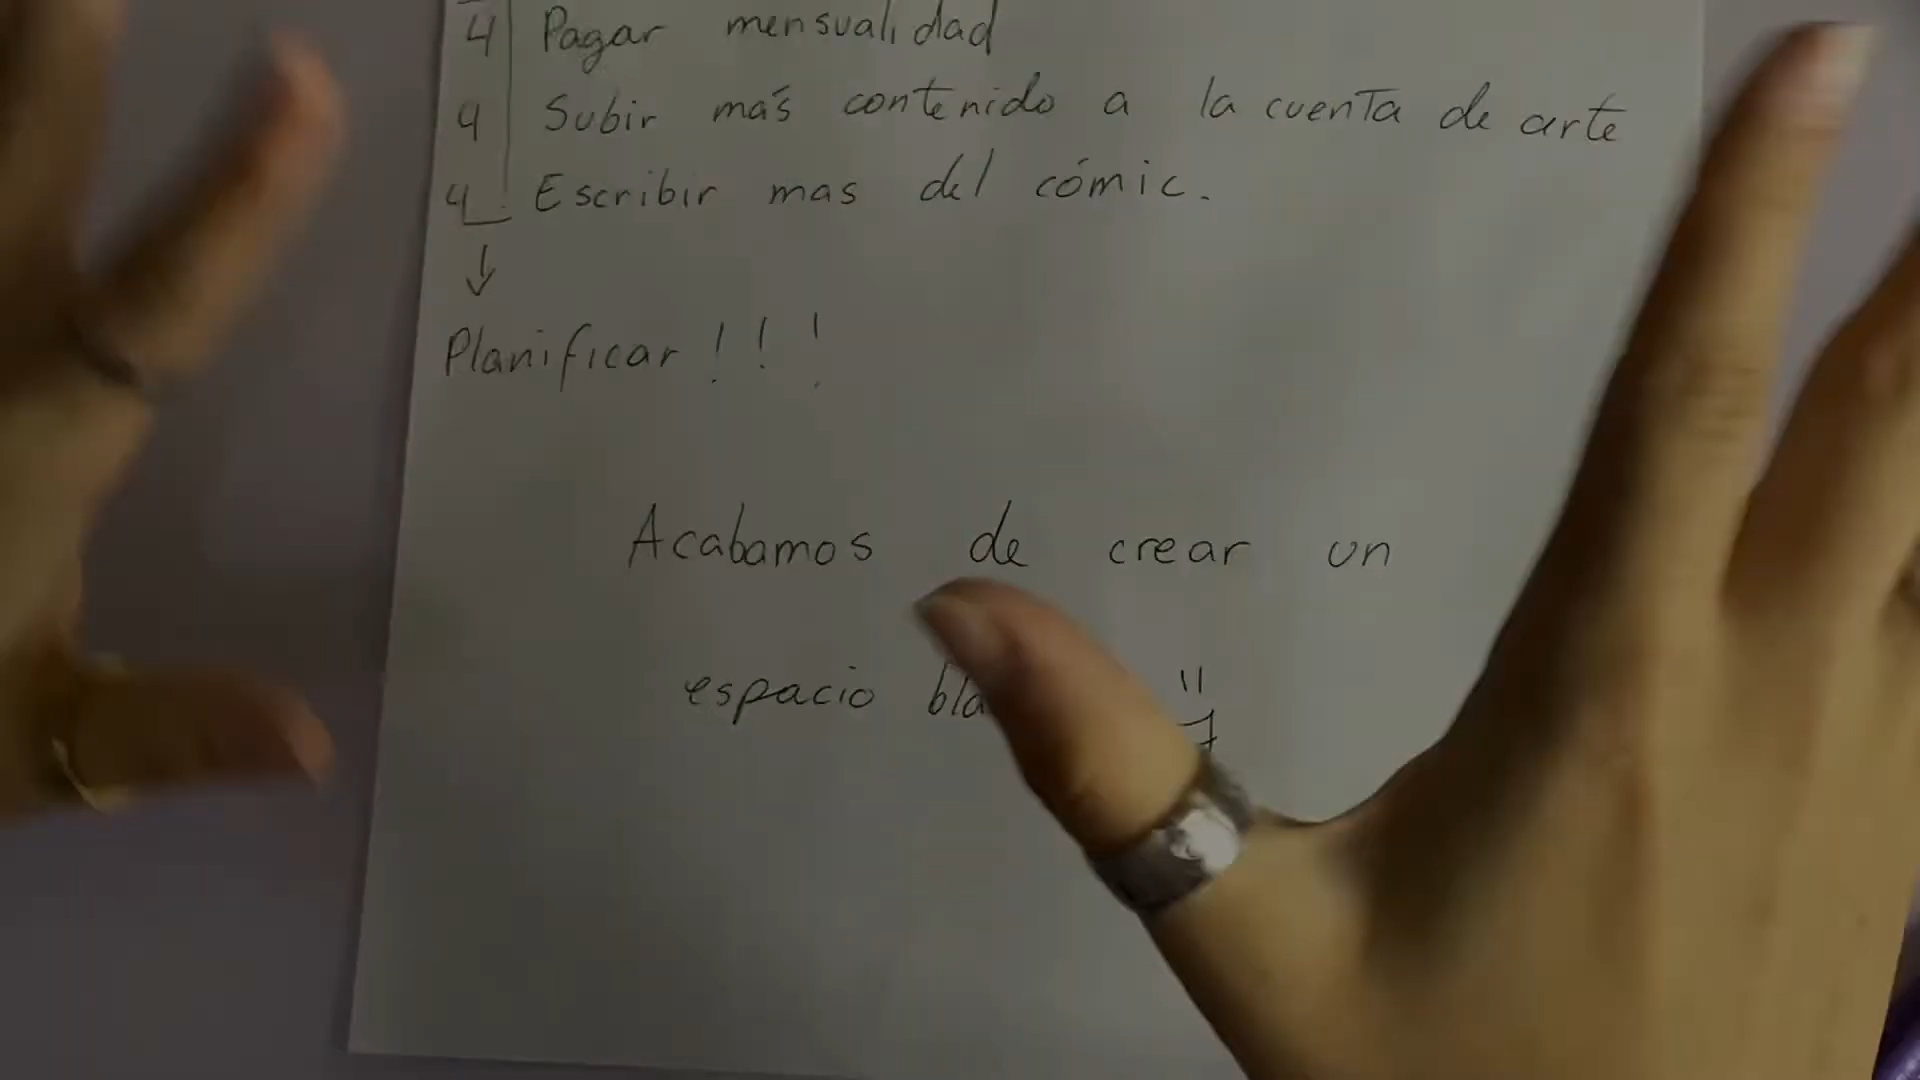 4 Pagar mensualidad
4 Subir más contenido a la cuenta de arte
4 Escribir mas del cómic.
↓
Planificar!!!
Acabamos de crear un
espacio